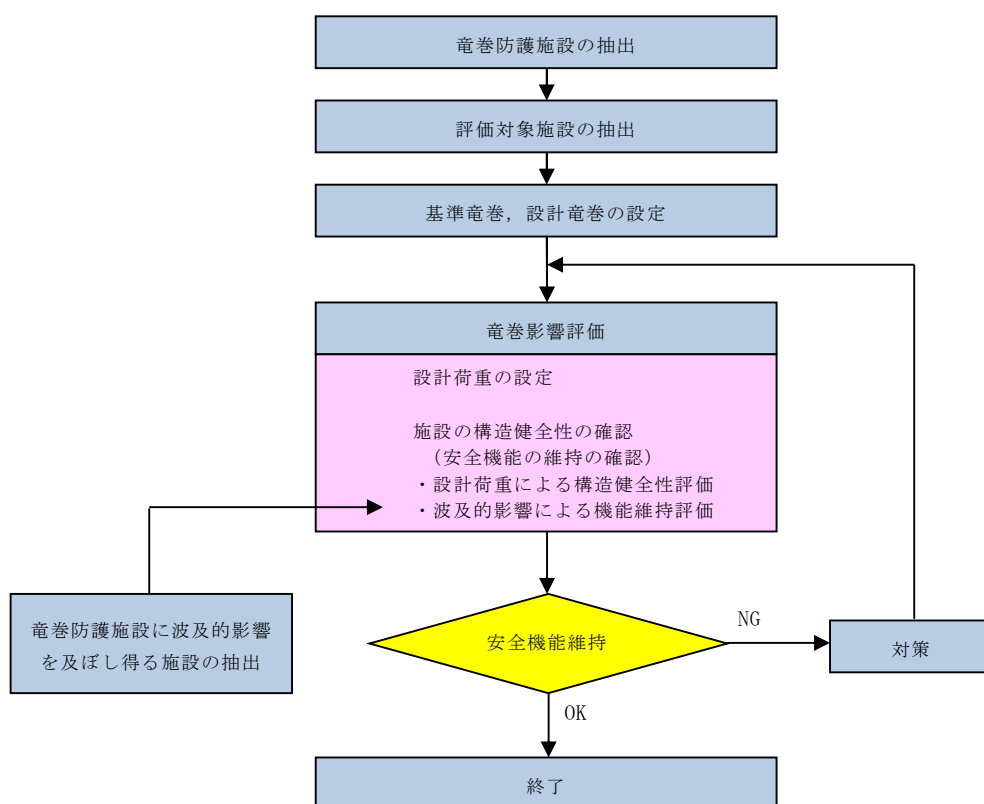 竜巻防護施設の抽出
評価対象施設の抽出
基準竜巻，設計竜巻の設定
竜巻影響評価
設計荷重の設定
施設の構造健全性の確認
（安全機能の維持の確認）
・設計荷重による構造健全性評価
・波及的影響による機能維持評価
竜巻防護施設に波及的影響
を及ぼし得る施設の抽出
安全機能維持
NG
対策
OK
終了